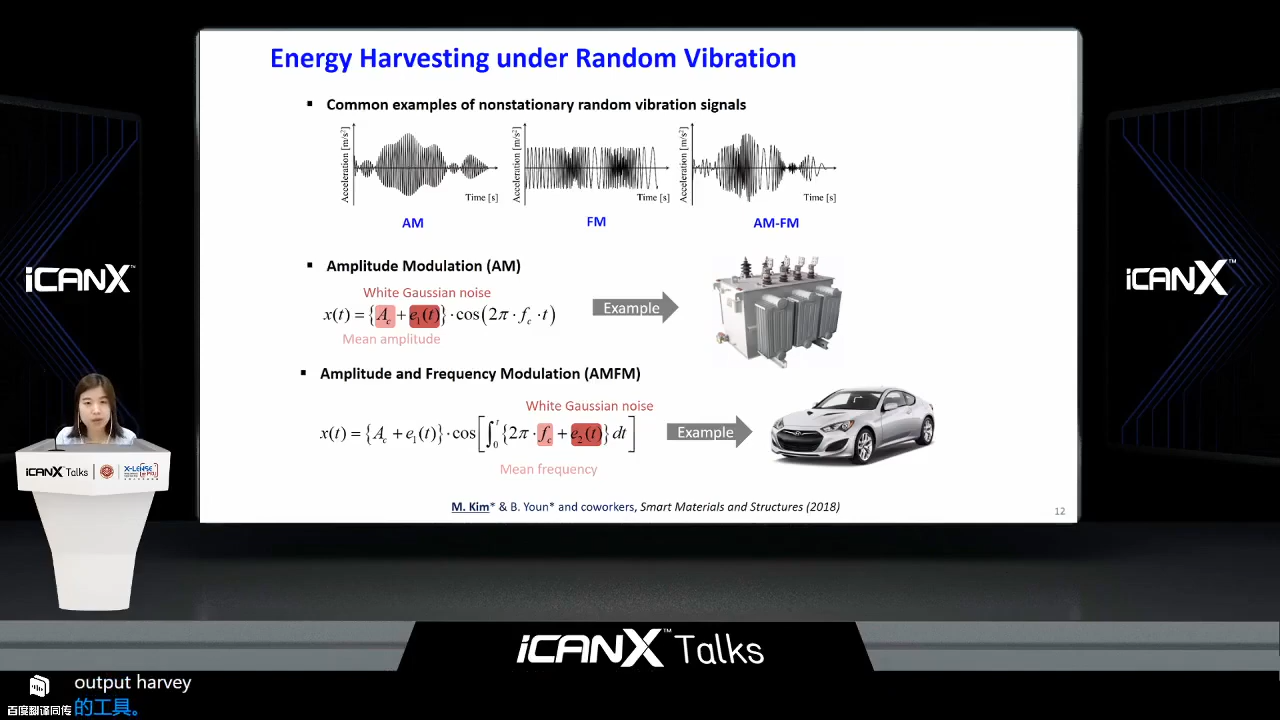 Energy Harvesting under Random Vibration
▪ Common examples of nonstationary random vibration signals
Acceleration [m/s²]
Time [s]
AM
Acceleration [m/s²]
Time [s]
FM
Acceleration [m/s²]
Time [s]
AM-FM
▪ Amplitude Modulation (AM)
White Gaussian noise
x(t) = {A_c + e_1(t)} · cos(2π · f_c · t)
Mean amplitude
Example
▪ Amplitude and Frequency Modulation (AMFM)
White Gaussian noise
x(t) = {A_c + e_1(t)} · cos[∫_0^t {2π · f_c + e_2(t)} dt]
Mean frequency
Example
M. Kim* & B. Youn* and coworkers, Smart Materials and Structures (2018)
12
iCANX™
iCANX™
iCANX Talks
X-LENSE
iCANX™ Talks
output harvey
百度翻译同传
的工具。